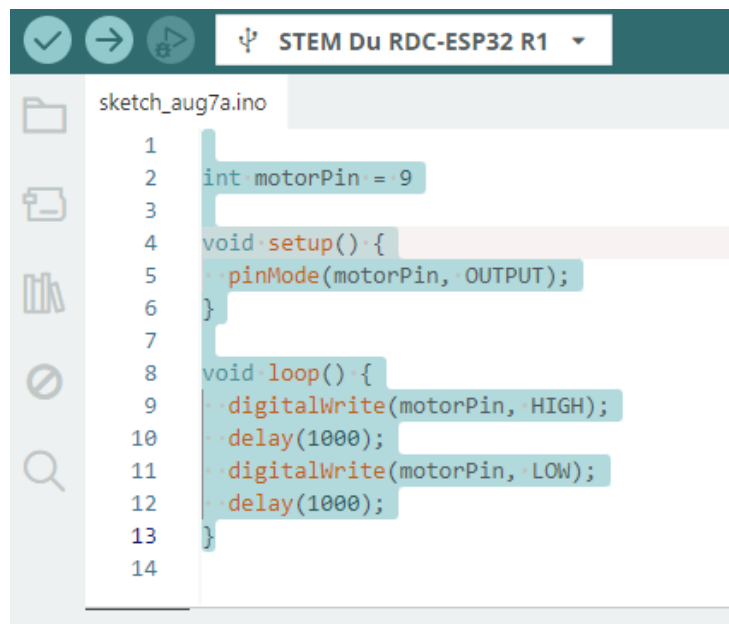 STEM Du RDC-ESP32 R1
sketch_aug7a.ino
1
2 int motorPin = 9
3
4 void setup() {
5   pinMode(motorPin, OUTPUT);
6 }
7
8 void loop() {
9   digitalWrite(motorPin, HIGH);
10   delay(1000);
11   digitalWrite(motorPin, LOW);
12   delay(1000);
13 }
14